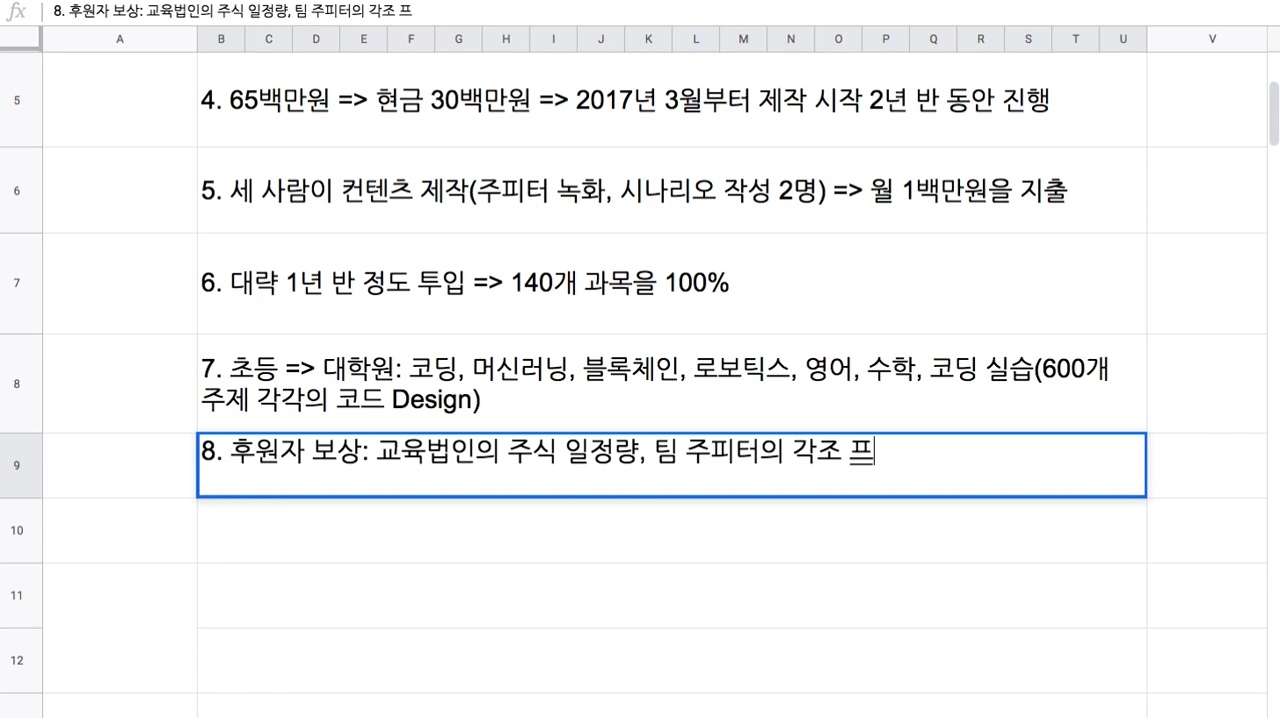 fx 8. 후원자 보상: 교육법인의 주식 일정량, 팀 주피터의 각조 프
A B C D E F G H I J K L M N O P Q R S T U V
5 4. 65백만원 => 현금 30백만원 => 2017년 3월부터 제작 시작 2년 반 동안 진행
6 5. 세 사람이 컨텐츠 제작(주피터 녹화, 시나리오 작성 2명) => 월 1백만원을 지출
7 6. 대략 1년 반 정도 투입 => 140개 과목을 100%
8 7. 초등 => 대학원: 코딩, 머신러닝, 블록체인, 로보틱스, 영어, 수학, 코딩 실습(600개
주제 각각의 코드 Design)
9 8. 후원자 보상: 교육법인의 주식 일정량, 팀 주피터의 각조 프
10
11
12